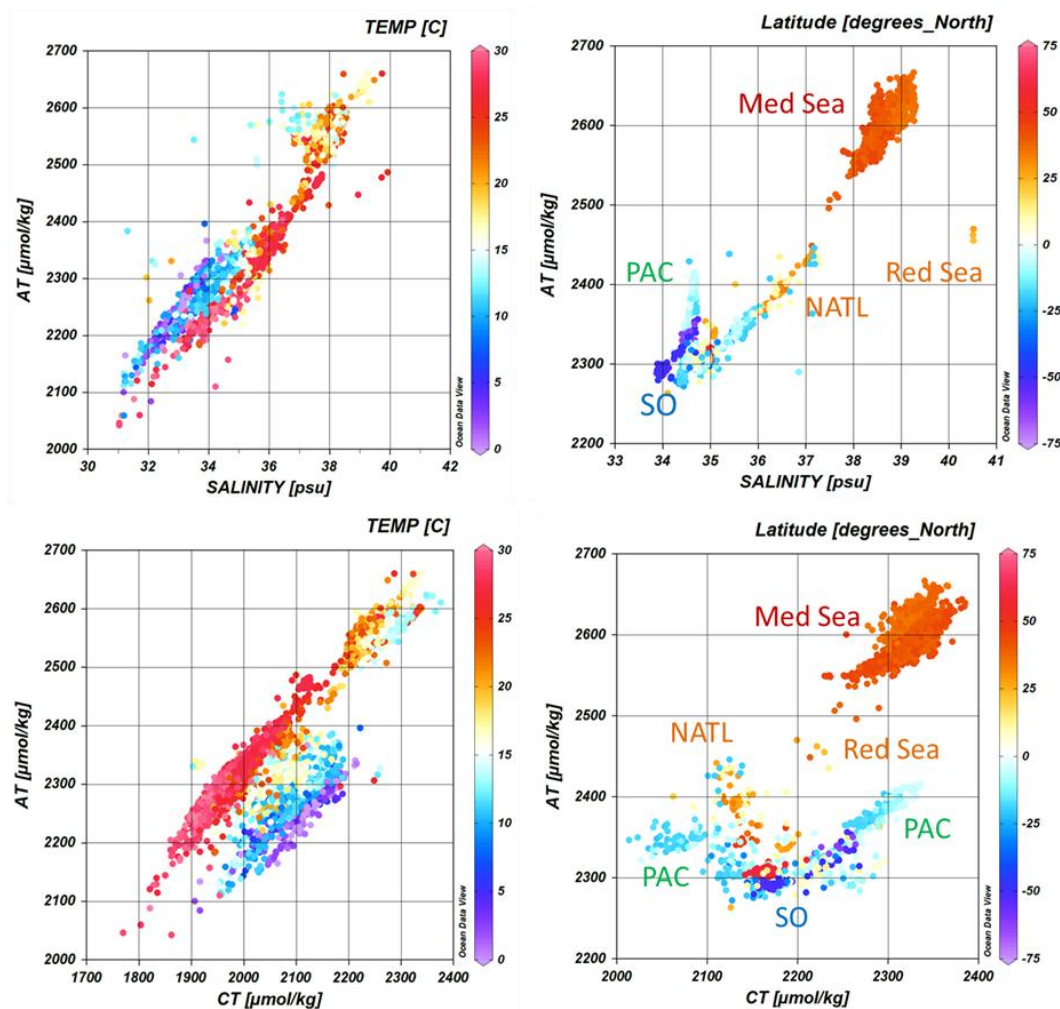 TEMP [C]
2700
2600
2500
2400
2300
2200
2100
2000
AT [µmol/kg]
30 32 34 36 38 40 42
SALINITY [psu]
30
25
20
15
10
5
0
Ocean Data View
Latitude [degrees_North]
2700
2600
2500
2400
2300
2200
AT [µmol/kg]
Med Sea
PAC
Red Sea
NATL
SO
33 34 35 36 37 38 39 40 41
SALINITY [psu]
75
50
25
0
-25
-50
-75
Ocean Data View
TEMP [C]
2700
2600
2500
2400
2300
2200
2100
2000
AT [µmol/kg]
1700 1800 1900 2000 2100 2200 2300 2400
CT [µmol/kg]
30
25
20
15
10
5
0
Ocean Data View
Latitude [degrees_North]
2700
2600
2500
2400
2300
2200
AT [µmol/kg]
Med Sea
NATL
Red Sea
PAC
PAC
SO
2000 2100 2200 2300 2400
CT [µmol/kg]
75
50
25
0
-25
-50
-75
Ocean Data View